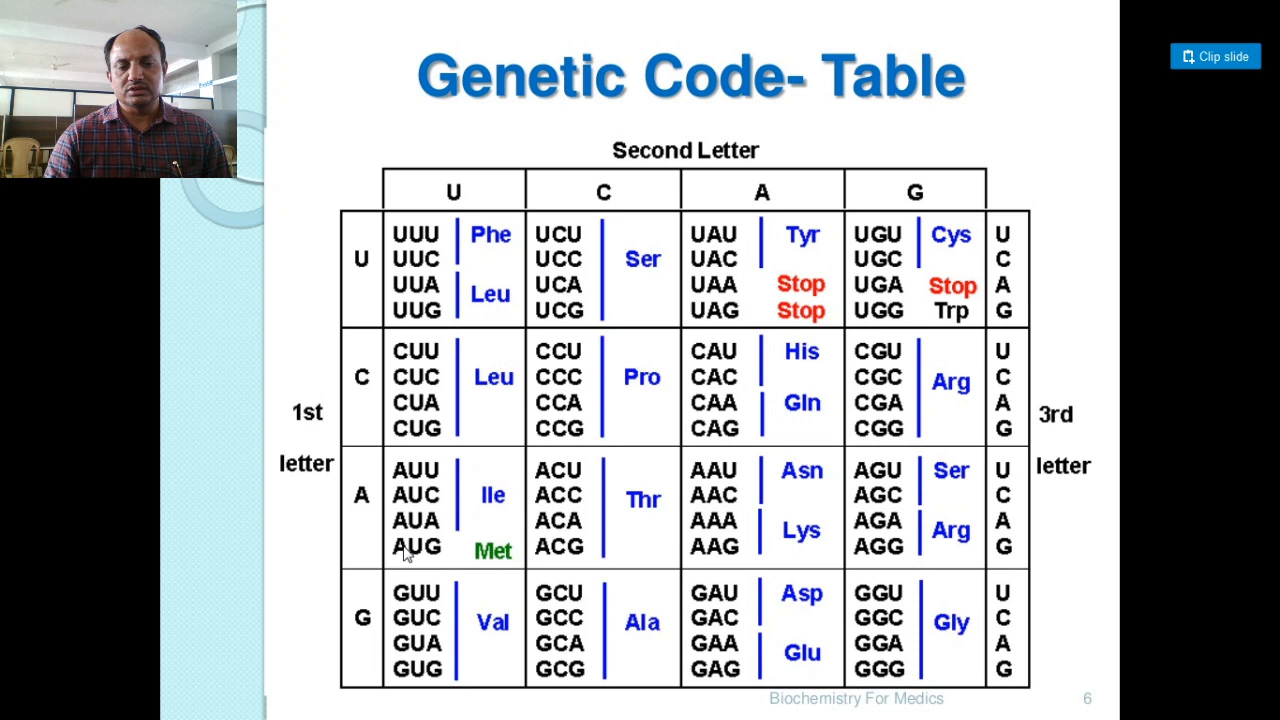 Clip slide
Genetic Code- Table
Second Letter
U C A G
UUU Phe UCU UAU Tyr UGU Cys U
U UUC UCC Ser UAC UGC C
UUA Leu UCA UAA Stop UGA Stop A
UUG UCG UAG Stop UGG Trp G
CUU CCU CAU His CGU U
C CUC Leu CCC Pro CAC CGC Arg C
1st CUA CCA CAA Gln CGA A 3rd
CUG CCG CAG CGG G
letter AUU ACU AAU Asn AGU Ser U letter
A AUC Ile ACC Thr AAC AGC C
AUA ACA AAA Lys AGA Arg A
AUG Met ACG AAG AGG G
GUU GCU GAU Asp GGU U
G GUC Val GCC Ala GAC GGC Gly C
GUA GCA GAA Glu GGA A
GUG GCG GAG GGG G
Biochemistry For Medics 6